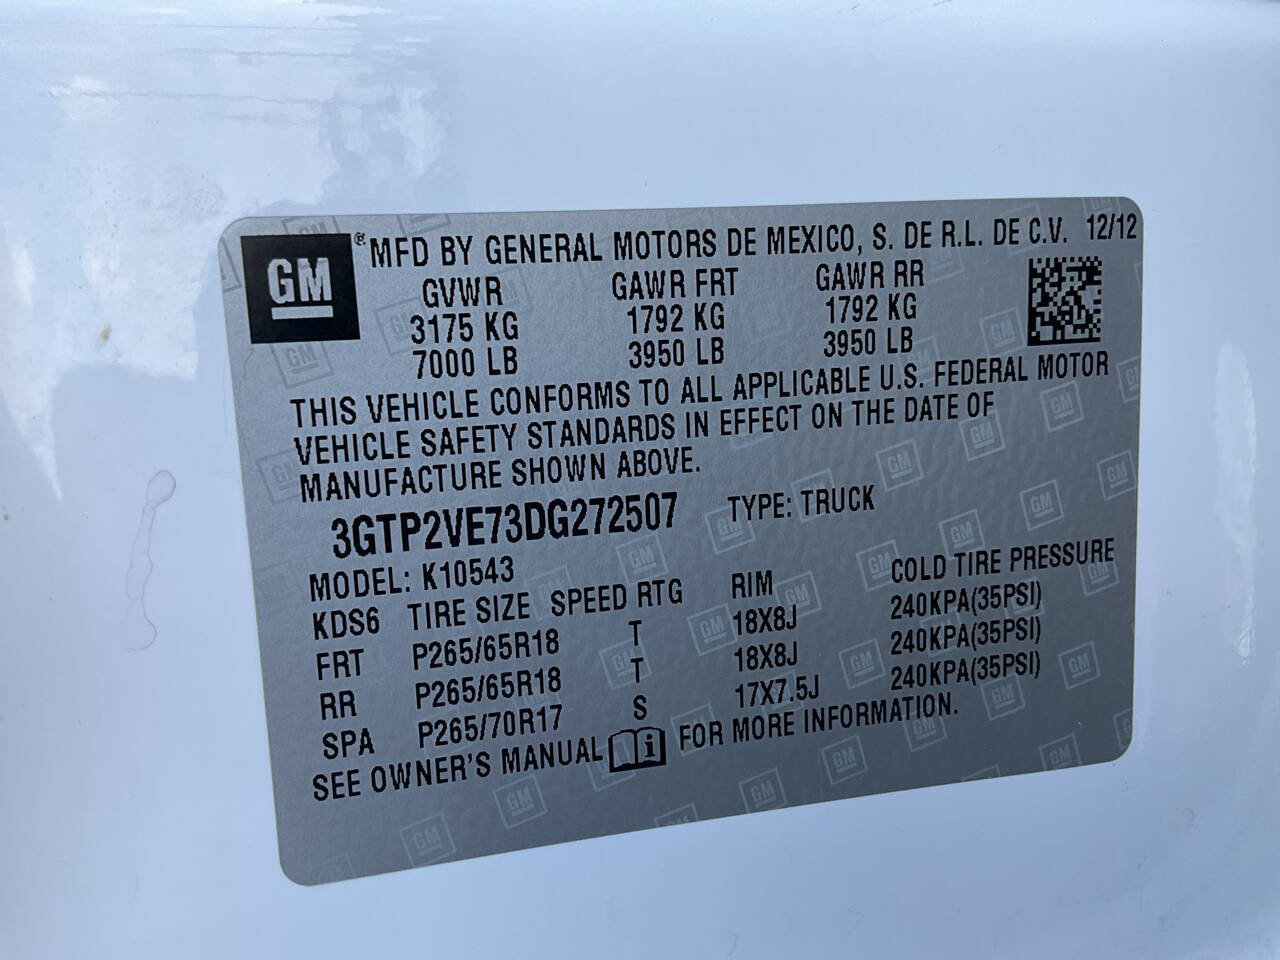 GM
® MFD BY GENERAL MOTORS DE MEXICO, S. DE R.L. DE C.V. 12/12
GVWR GAWR FRT GAWR RR
3175 KG 1792 KG 1792 KG
7000 LB 3950 LB 3950 LB
THIS VEHICLE CONFORMS TO ALL APPLICABLE U.S. FEDERAL MOTOR
VEHICLE SAFETY STANDARDS IN EFFECT ON THE DATE OF
MANUFACTURE SHOWN ABOVE.
3GTP2VE73DG272507 TYPE: TRUCK
MODEL: K10543
KDS6 TIRE SIZE SPEED RTG RIM COLD TIRE PRESSURE
FRT P265/65R18 T 18X8J 240KPA(35PSI)
RR P265/65R18 T 18X8J 240KPA(35PSI)
SPA P265/70R17 S 17X7.5J 240KPA(35PSI)
SEE OWNER'S MANUAL i FOR MORE INFORMATION.